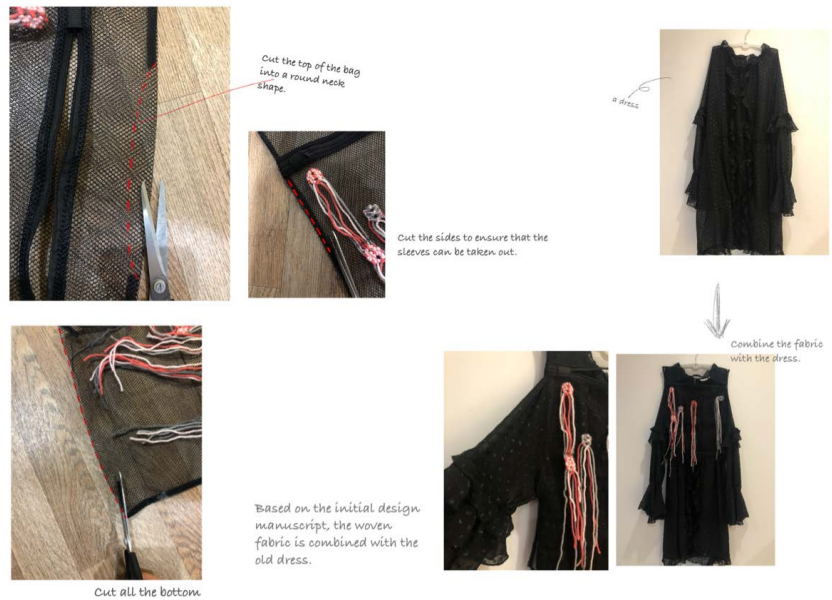 Cut the top of the bag
into a round neck
shape.
a dress
Cut the sides to ensure that the
sleeves can be taken out.
Combine the fabric
with the dress.
Based on the initial design
manuscript, the woven
fabric is combined with the
old dress.
Cut all the bottom